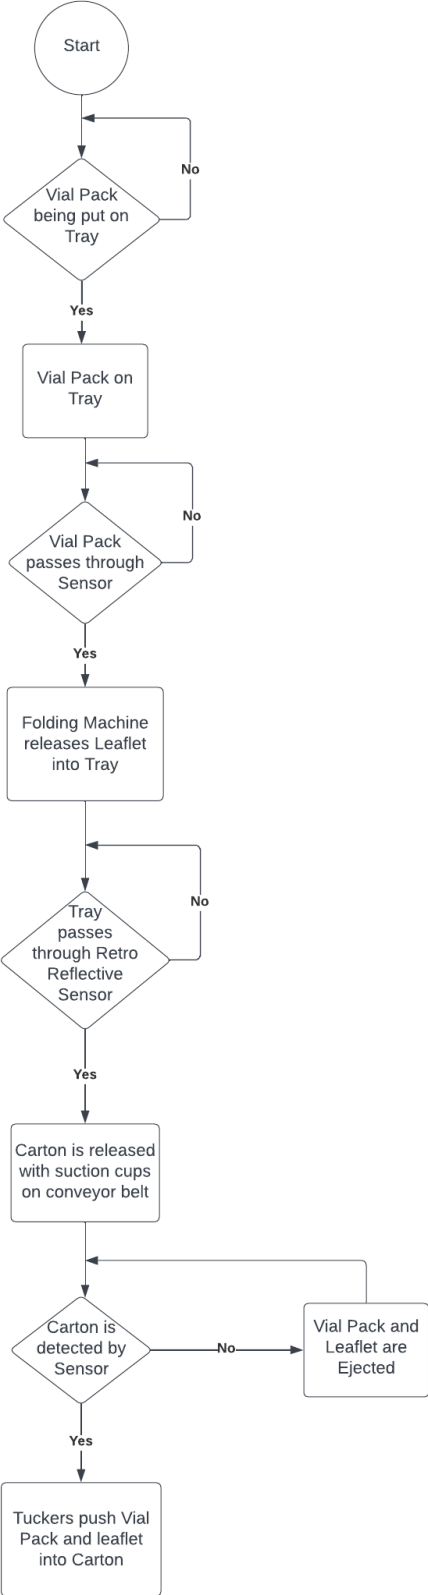 Start
No
Vial Pack
being put on
Tray
Yes
Vial Pack on
Tray
No
Vial Pack
passes through
Sensor
Yes
Folding Machine
releases Leaflet
into Tray
No
Tray
passes
through Retro
Reflective
Sensor
Yes
Carton is released
with suction cups
on conveyor belt
Carton is
detected by
Sensor
No
Vial Pack and
Leaflet are
Ejected
Yes
Tuckers push Vial
Pack and leaflet
into Carton